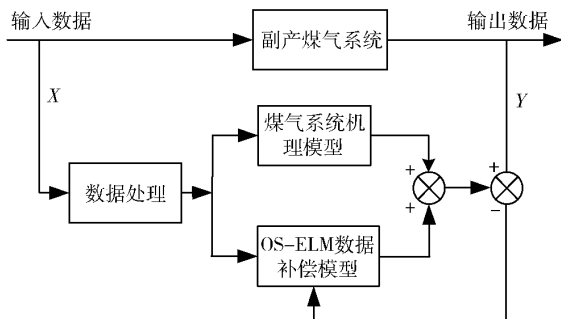 输入数据
副产煤气系统
输出数据
X
Y
煤气系统机
理模型
数据处理
+
+
+
−
OS-ELM数据
补偿模型